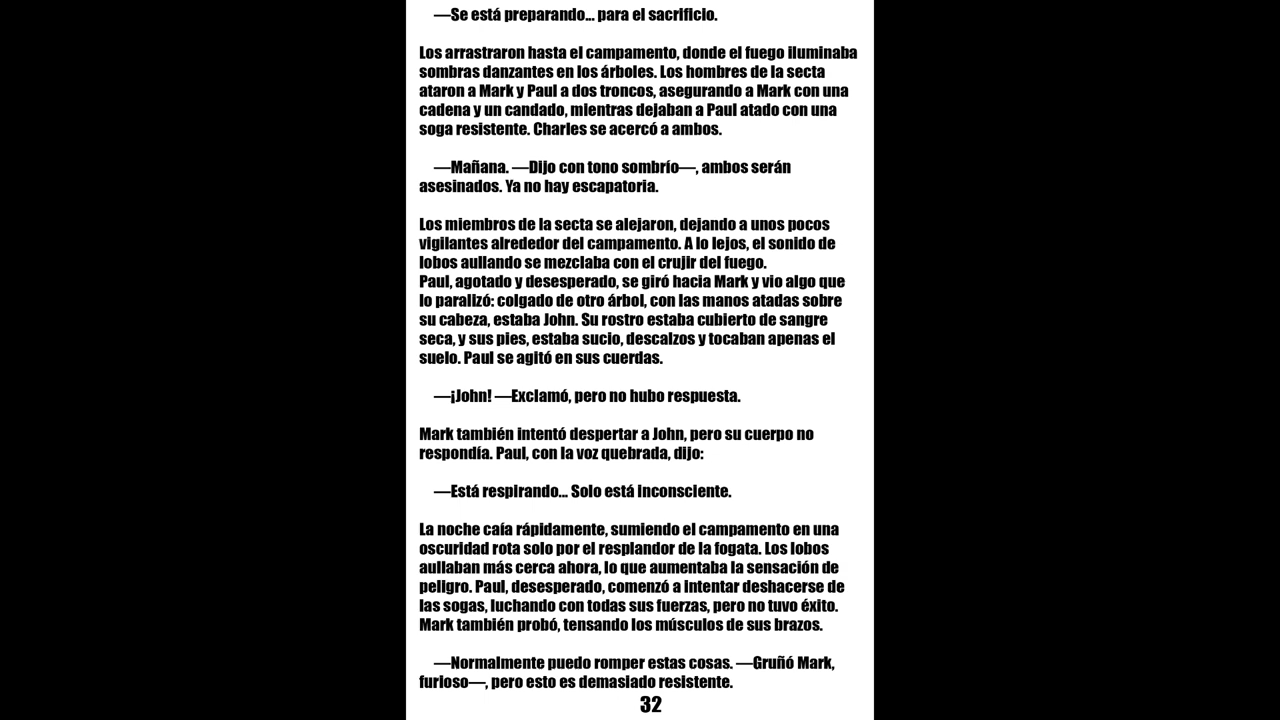 —Se está preparando... para el sacrificio.
Los arrastraron hasta el campamento, donde el fuego iluminaba
sombras danzantes en los árboles. Los hombres de la secta
ataron a Mark y Paul a dos troncos, asegurando a Mark con una
cadena y un candado, mientras dejaban a Paul atado con una
soga resistente. Charles se acercó a ambos.
—Mañana. —Dijo con tono sombrío—, ambos serán
asesinados. Ya no hay escapatoria.
Los miembros de la secta se alejaron, dejando a unos pocos
vigilantes alrededor del campamento. A lo lejos, el sonido de
lobos aullando se mezclaba con el crujir del fuego.
Paul, agotado y desesperado, se giró hacia Mark y vio algo que
lo paralizó: colgado de otro árbol, con las manos atadas sobre
su cabeza, estaba John. Su rostro estaba cubierto de sangre
seca, y sus pies, estaba sucio, descalzos y tocaban apenas el
suelo. Paul se agitó en sus cuerdas.
—¡John! —Exclamó, pero no hubo respuesta.
Mark también intentó despertar a John, pero su cuerpo no
respondía. Paul, con la voz quebrada, dijo:
—Está respirando... Solo está inconsciente.
La noche caía rápidamente, sumiendo el campamento en una
oscuridad rota solo por el resplandor de la fogata. Los lobos
aullaban más cerca ahora, lo que aumentaba la sensación de
peligro. Paul, desesperado, comenzó a intentar deshacerse de
las sogas, luchando con todas sus fuerzas, pero no tuvo éxito.
Mark también probó, tensando los músculos de sus brazos.
—Normalmente puedo romper estas cosas. —Gruñó Mark,
furioso—, pero esto es demasiado resistente.
32